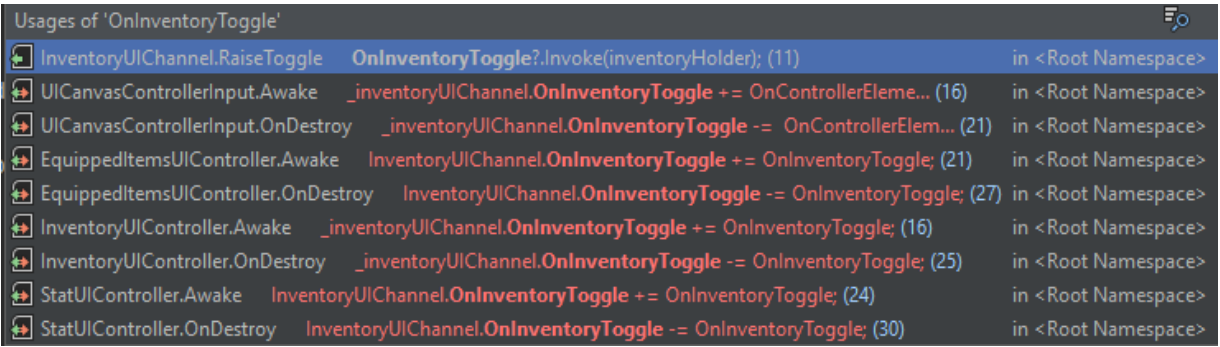 Usages of 'OnInventoryToggle'
InventoryUIChannel.RaiseToggle OnInventoryToggle?.Invoke(inventoryHolder); (11) in <Root Namespace>
UICanvasControllerInput.Awake _inventoryUIChannel.OnInventoryToggle += OnControllerEleme... (16) in <Root Namespace>
UICanvasControllerInput.OnDestroy _inventoryUIChannel.OnInventoryToggle -= OnControllerElem... (21) in <Root Namespace>
EquippedItemsUIController.Awake InventoryUIChannel.OnInventoryToggle += OnInventoryToggle; (21) in <Root Namespace>
EquippedItemsUIController.OnDestroy InventoryUIChannel.OnInventoryToggle -= OnInventoryToggle; (27) in <Root Namespace>
InventoryUIController.Awake _inventoryUIChannel.OnInventoryToggle += OnInventoryToggle; (16) in <Root Namespace>
InventoryUIController.OnDestroy _inventoryUIChannel.OnInventoryToggle -= OnInventoryToggle; (25) in <Root Namespace>
StatUIController.Awake InventoryUIChannel.OnInventoryToggle += OnInventoryToggle; (24) in <Root Namespace>
StatUIController.OnDestroy InventoryUIChannel.OnInventoryToggle -= OnInventoryToggle; (30) in <Root Namespace>